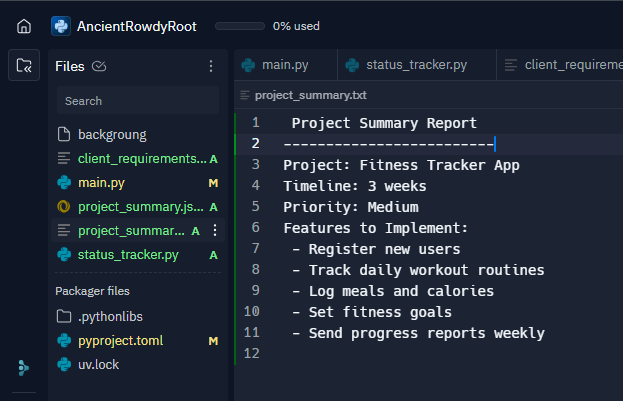 AncientRowdyRoot
0% used
Files
Search
backgroung
client_requirements... A
main.py M
project_summary.js... A
project_summar... A
status_tracker.py A
Packager files
.pythonlibs
pyproject.toml M
uv.lock
main.py
status_tracker.py
client_requireme
project_summary.txt
1 Project Summary Report
2 -------------------------
3 Project: Fitness Tracker App
4 Timeline: 3 weeks
5 Priority: Medium
6 Features to Implement:
7 - Register new users
8 - Track daily workout routines
9 - Log meals and calories
10 - Set fitness goals
11 - Send progress reports weekly
12